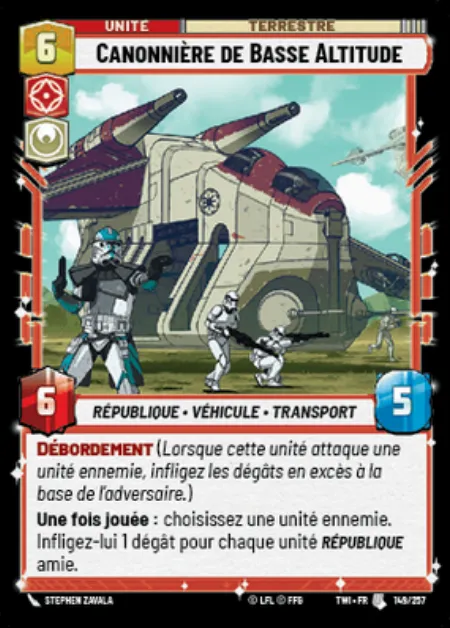 UNITÉ
TERRESTRE
6
CANONNIÈRE DE BASSE ALTITUDE
6
RÉPUBLIQUE • VÉHICULE • TRANSPORT
5
DÉBORDEMENT (Lorsque cette unité attaque une
unité ennemie, infligez les dégâts en excès à la
base de l'adversaire.)
Une fois jouée : choisissez une unité ennemie.
Infligez-lui 1 dégât pour chaque unité RÉPUBLIQUE
amie.
STEPHEN ZAVALA
© LFL © FFG
TWI • FR
149/257